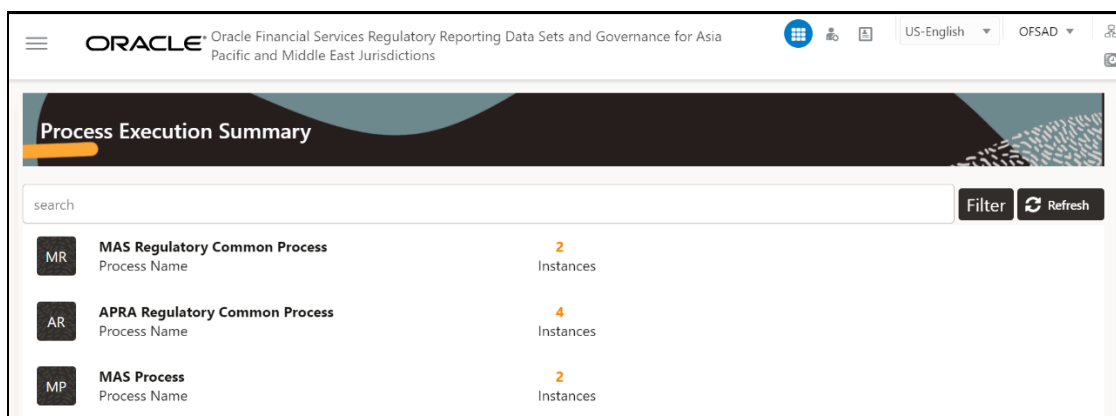 ORACLE® Oracle Financial Services Regulatory Reporting Data Sets and Governance for Asia
Pacific and Middle East Jurisdictions
US-English
OFSAD
Process Execution Summary
search
Filter
Refresh
MR
MAS Regulatory Common Process
2
Process Name
Instances
AR
APRA Regulatory Common Process
4
Process Name
Instances
MP
MAS Process
2
Process Name
Instances